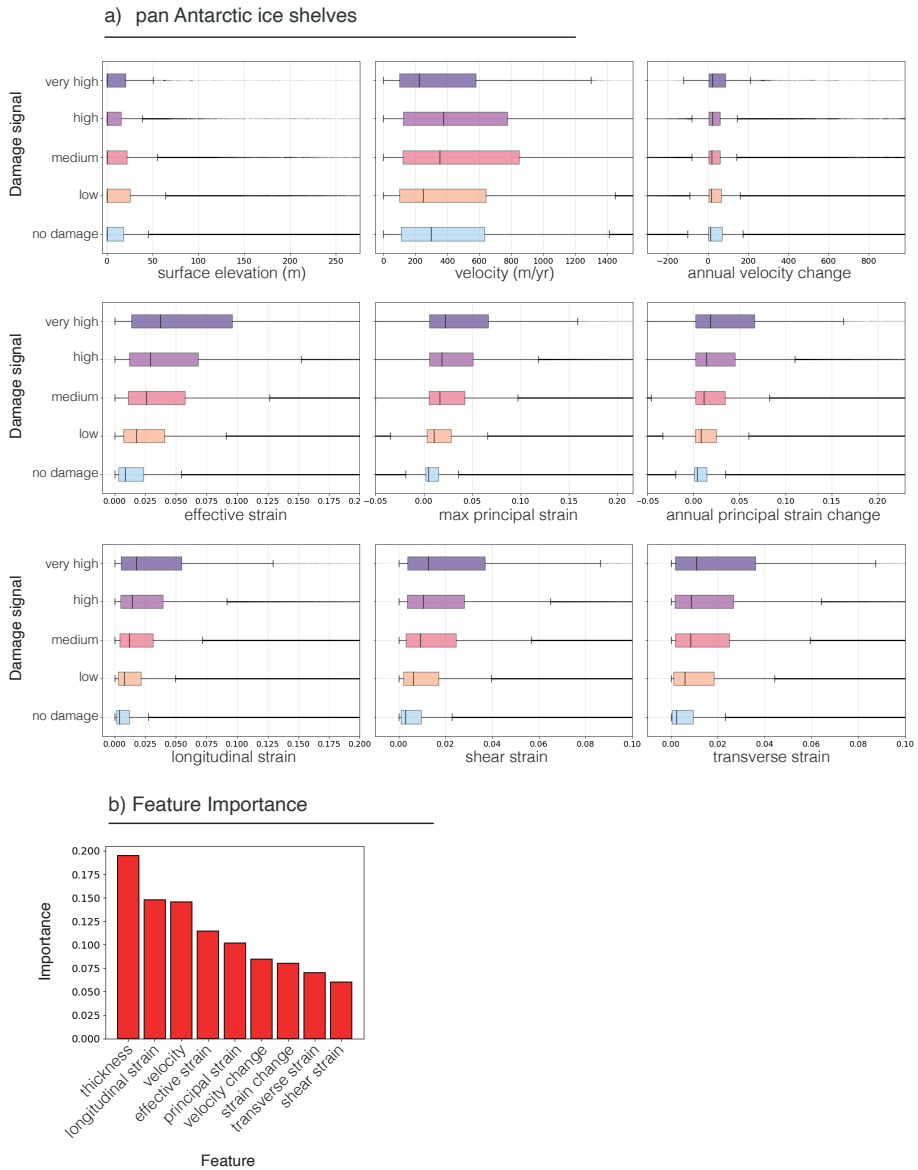 a) pan Antarctic ice shelves
Damage signal
very high
high
medium
low
no damage
0 50 100 150 200 250
surface elevation (m)
0 200 400 600 800 1000 1200 1400
velocity (m/yr)
−200 0 200 400 600 800
annual velocity change
Damage signal
very high
high
medium
low
no damage
0.000 0.025 0.050 0.075 0.100 0.125 0.150 0.175 0.2
effective strain
−0.05 0.00 0.05 0.10 0.15 0.20
max principal strain
−0.05 0.00 0.05 0.10 0.15 0.20
annual principal strain change
Damage signal
very high
high
medium
low
no damage
0.000 0.025 0.050 0.075 0.100 0.125 0.150 0.175 0.200
longitudinal strain
0.00 0.02 0.04 0.06 0.08 0.10
shear strain
0.00 0.02 0.04 0.06 0.08 0.10
transverse strain
b) Feature Importance
Importance
0.200
0.175
0.150
0.125
0.100
0.075
0.050
0.025
0.000
thickness
longitudinal strain
velocity
effective strain
principal strain
velocity change
strain change
transverse strain
shear strain
Feature